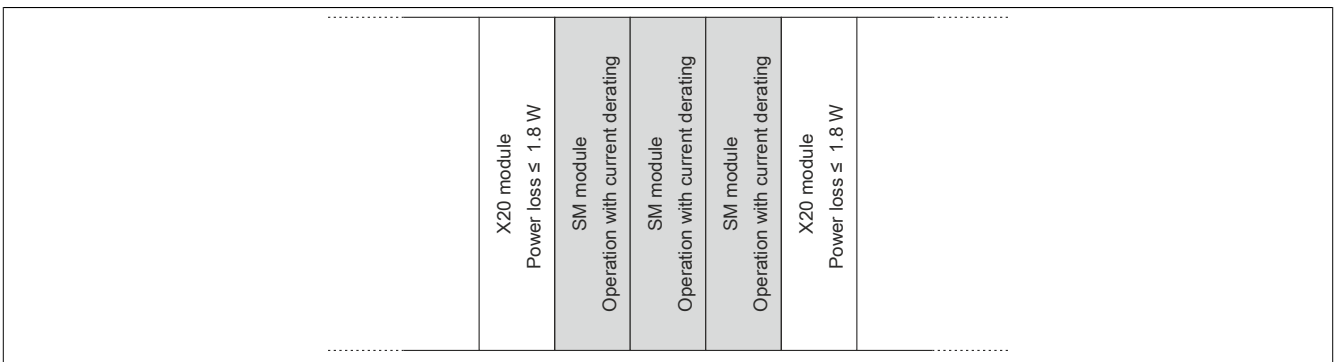 X20 module
Power loss ≤ 1.8 W
SM module
Operation with current derating
SM module
Operation with current derating
SM module
Operation with current derating
X20 module
Power loss ≤ 1.8 W